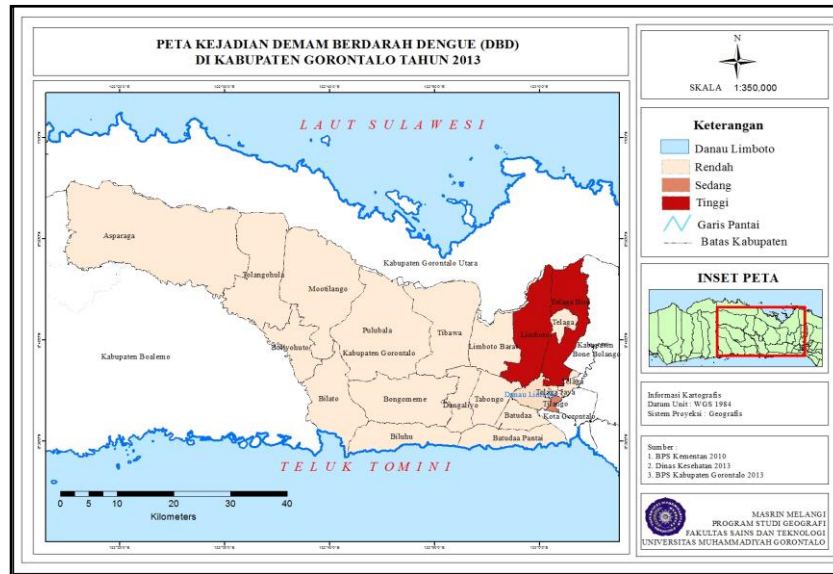 PETA KEJADIAN DEMAM BERDARAH DENGUE (DBD)
DI KABUPATEN GORONTALO TAHUN 2013
N
SKALA 1:350,000
Keterangan
Danau Limboto
Rendah
Sedang
Tinggi
Garis Pantai
Batas Kabupaten
INSET PETA
Informasi Kartografis
Datum Unit : WGS 1984
Sistem Proyeksi : Geografis
Sumber :
1. BPS Kementan 2010
2. Dinas Kesehatan 2013
3. BPS Kabupaten Gorontalo 2013
MASRIN MELANGI
PROGRAM STUDI GEOGRAFI
FAKULTAS SAINS DAN TEKNOLOGI
UNIVERSITAS MUHAMMADIYAH GORONTALO
LAUT SULAWESI
Asparaga
Kabupaten Gorontalo Utara
Tolangohula
Mootilango
Telaga Biru
Telaga
Pulubala
Tibawa
Limboto
Limboto Barat
Kabupaten
Bone Bolango
Kabupaten Boalemo
Boliyohuto
Kabupaten Gorontalo
Bilato
Bongomeme
Dungaliyo
Tabongo
Danau
Telaga Jaya
Tilango
Batudaa
Kota Gorontalo
Biluhu
Batudaa Pantai
TELUK TOMINI
0 5 10 20 30 40
Kilometers